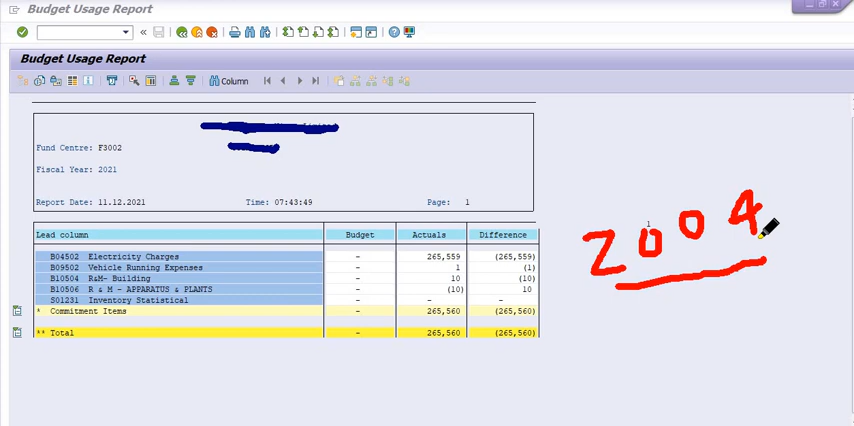 Budget Usage Report
Budget Usage Report
Column
Fund Centre: F3002
Fiscal Year: 2021
Report Date: 11.12.2021 Time: 07:43:49 Page: 1
Lead column Budget Actuals Difference
B04502 Electricity Charges - 265,559 (265,559)
B09502 Vehicle Running Expenses - 1 (1)
B10504 R&M- Building - 10 (10)
B10506 R & M - APPARATUS & PLANTS - (10) 10
S01231 Inventory Statistical - - -
* Commitment Items - 265,560 (265,560)
** Total - 265,560 (265,560)
1
2004